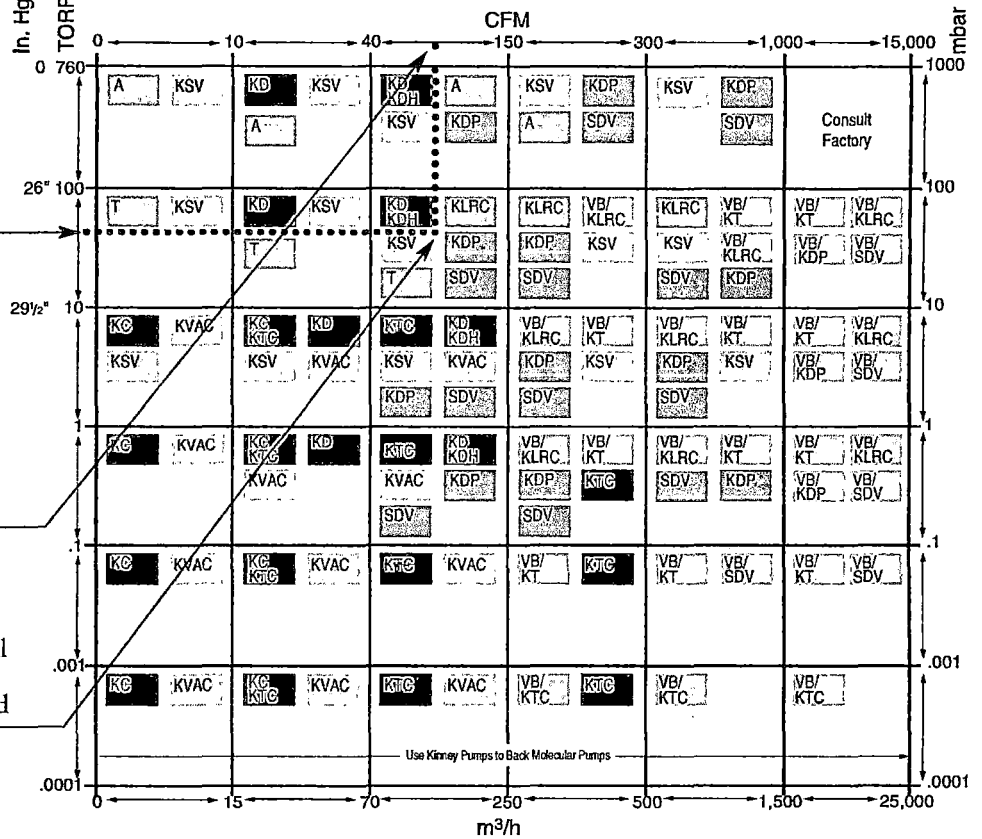 CFM
In. Hg TORR mbar
0 10 40 150 300 1,000 15,000
0 760 1000
A KSV KD KSV KD KDH A KSV KDP KSV KDP
A KSV KDP A SDV SDV
Consult
Factory
26" 100 100
T KSV KD KSV KD KDH KLRC KLRC VB/ KLRC KLRC VB/ KT VB/ KT VB/ KLRC
T KSV KDP KDP KSV KSV VB/ KLRC VB/ KDP VB/ SDV
T SDV SDV SDV KDP
29½" 10 10
KC KVAC KC KTC KD KTC KD KDH VB/ KLRC VB/ KT VB/ KLRC VB/ KT VB/ KT VB/ KLRC
KSV KSV KVAC KSV KVAC KDP KSV KDP KSV VB/ KDP VB/ SDV
KDP SDV SDV SDV
1 1
KC KVAC KC KTC KD KTC KD KDH VB/ KLRC VB/ KT VB/ KLRC VB/ KT VB/ KT VB/ KLRC
KVAC KVAC KDP KDP KTC SDV KDP VB/ KDP VB/ SDV
SDV SDV
.1 .1
KC KVAC KC KTC KVAC KTC KVAC VB/ KT KTC VB/ KT VB/ SDV VB/ KT VB/ SDV
l
.001 .001
d
KC KVAC KC KTC KVAC KTC KVAC VB/ KTC KTC VB/ KTC VB/ KTC
Use Kinney Pumps to Back Molecular Pumps
.0001 .0001
0 15 70 250 500 1,500 25,000
m³/h